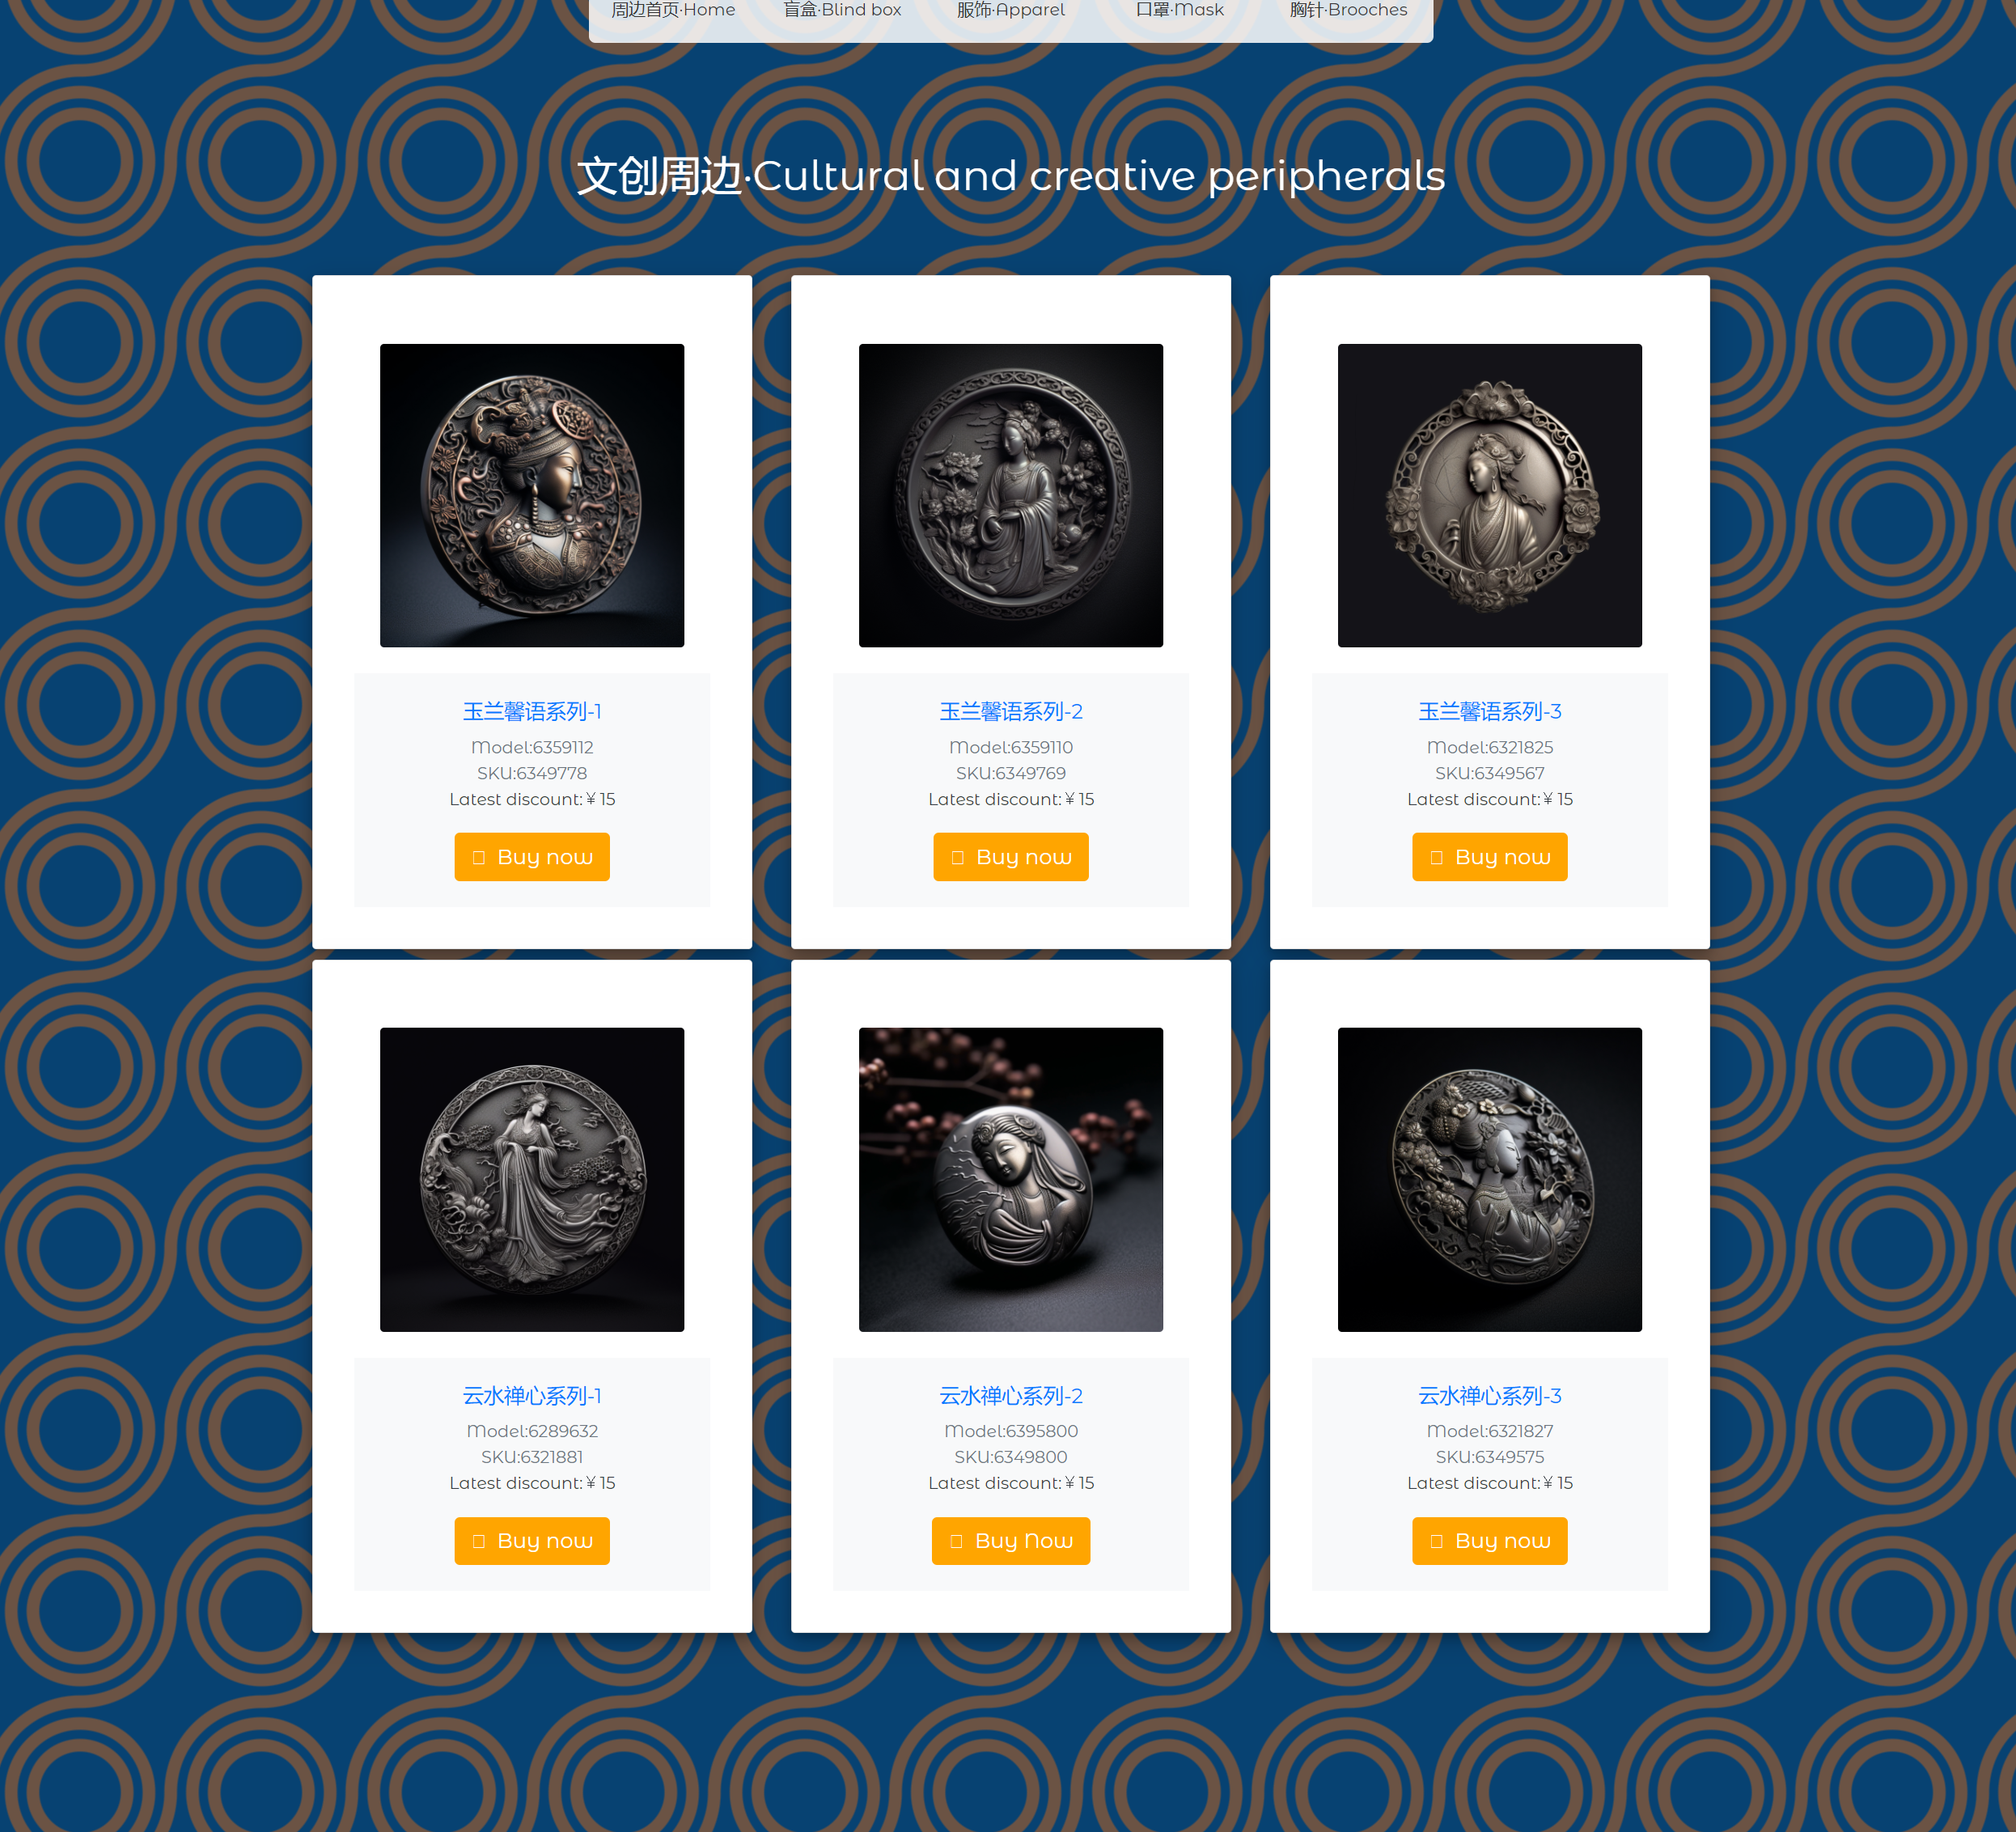 周边首页·Home 盲盒·Blind box 服饰·Apparel 口罩·Mask 胸针·Brooches
文创周边·Cultural and creative peripherals
玉兰馨语系列-1
Model:6359112
SKU:6349778
Latest discount:￥15
Buy now
玉兰馨语系列-2
Model:6359110
SKU:6349769
Latest discount:￥15
Buy now
玉兰馨语系列-3
Model:6321825
SKU:6349567
Latest discount:￥15
Buy now
云水禅心系列-1
Model:6289632
SKU:6321881
Latest discount:￥15
Buy now
云水禅心系列-2
Model:6395800
SKU:6349800
Latest discount:￥15
Buy Now
云水禅心系列-3
Model:6321827
SKU:6349575
Latest discount:￥15
Buy now